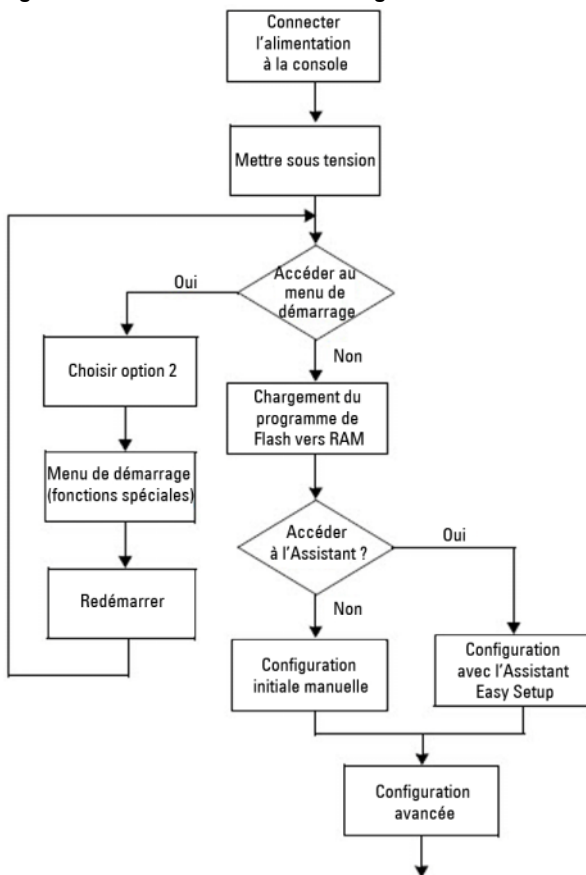 Connecter
l'alimentation
à la console
Mettre sous tension
Oui
Accéder au
menu de
démarrage
Non
Choisir option 2
Chargement du
programme de
Flash vers RAM
Menu de démarrage
(fonctions spéciales)
Accéder
à l'Assistant ?
Oui
Redémarrer
Non
Configuration
initiale manuelle
Configuration
avec l'Assistant
Easy Setup
Configuration
avancée